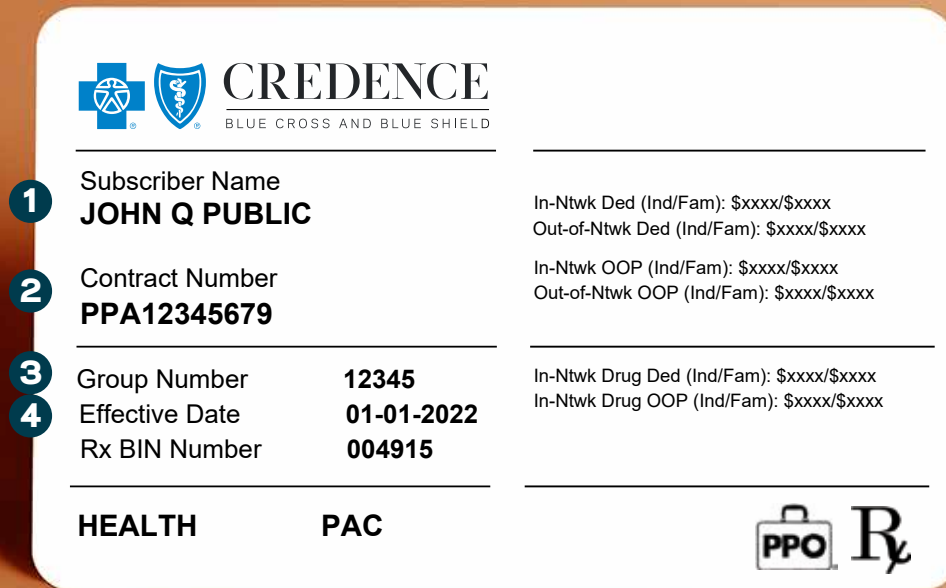 CREDENCE
BLUE CROSS AND BLUE SHIELD
1
Subscriber Name
JOHN Q PUBLIC
2
Contract Number
PPA12345679
3
Group Number 12345
4
Effective Date 01-01-2022
Rx BIN Number 004915
HEALTH PAC
In-Ntwk Ded (Ind/Fam): $xxxx/$xxxx
Out-of-Ntwk Ded (Ind/Fam): $xxxx/$xxxx
In-Ntwk OOP (Ind/Fam): $xxxx/$xxxx
Out-of-Ntwk OOP (Ind/Fam): $xxxx/$xxxx
In-Ntwk Drug Ded (Ind/Fam): $xxxx/$xxxx
In-Ntwk Drug OOP (Ind/Fam): $xxxx/$xxxx
PPO Rx